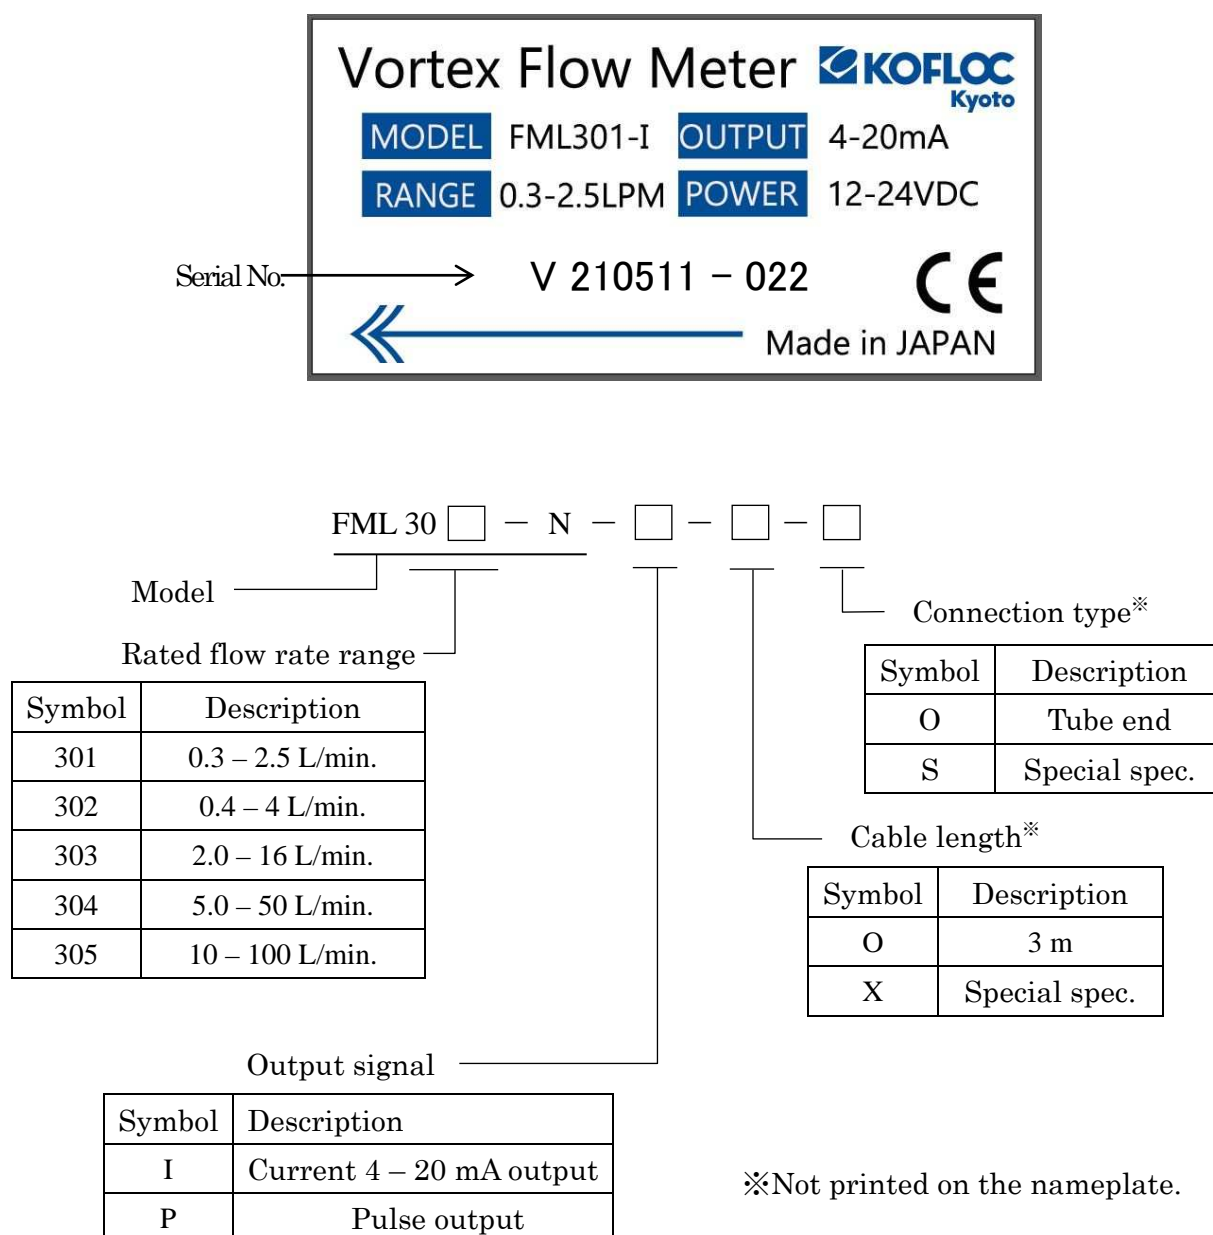 Vortex Flow Meter KOFLOC
Kyoto
MODEL FML301-I OUTPUT 4-20mA
RANGE 0.3-2.5LPM POWER 12-24VDC
Serial No. V 210511 − 022 CE
Made in JAPAN
FML 30□ − N − □ − □ − □
Model
Connection type※
Rated flow rate range
Symbol Description
O Tube end
S Special spec.
Symbol Description
301 0.3 – 2.5 L/min.
302 0.4 – 4 L/min.
303 2.0 – 16 L/min.
304 5.0 – 50 L/min.
305 10 – 100 L/min.
Cable length※
Symbol Description
O 3 m
X Special spec.
Output signal
Symbol Description
I Current 4 – 20 mA output
P Pulse output
※Not printed on the nameplate.